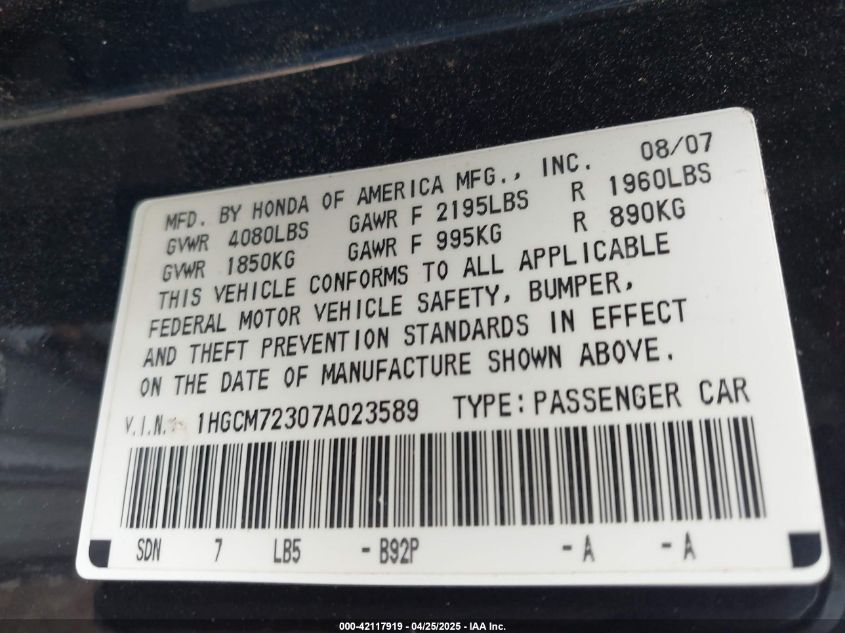 MFD. BY HONDA OF AMERICA MFG., INC. 08/07
GVWR 4080LBS GAWR F 2195LBS R 1960LBS
GVWR 1850KG GAWR F 995KG R 890KG
THIS VEHICLE CONFORMS TO ALL APPLICABLE
FEDERAL MOTOR VEHICLE SAFETY, BUMPER,
AND THEFT PREVENTION STANDARDS IN EFFECT
ON THE DATE OF MANUFACTURE SHOWN ABOVE.
V.I.N. 1HGCM72307A023589 TYPE: PASSENGER CAR
SDN 7 LB5 - B92P - A - A
000-42117919 - 04/25/2025 - IAA Inc.